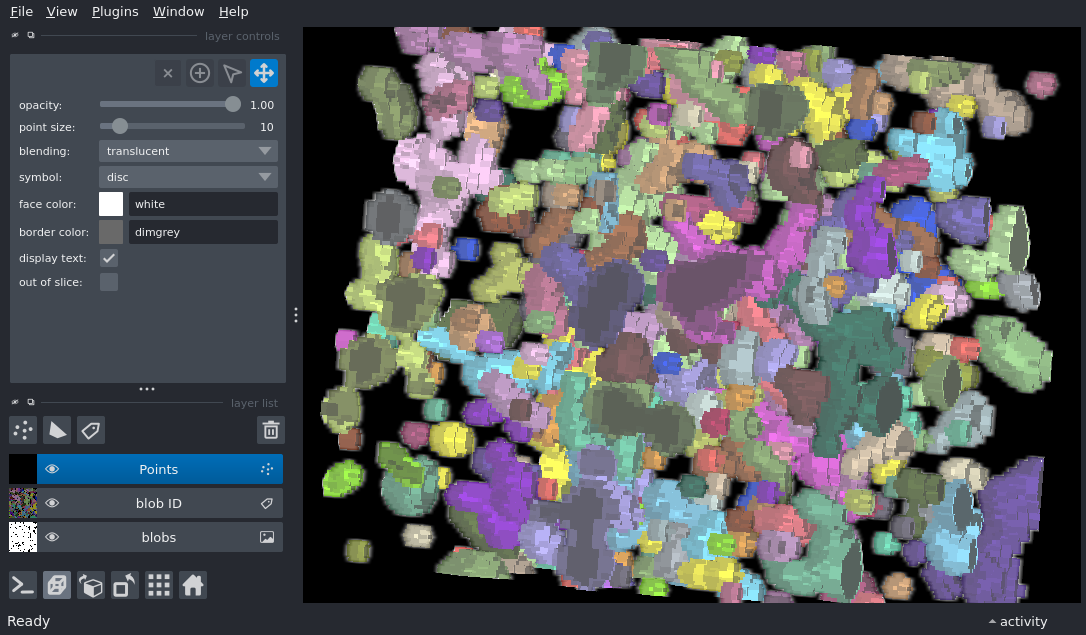 File View Plugins Window Help
layer controls
opacity: 1.00
point size: 10
blending: translucent
symbol: disc
face color: white
border color: dimgrey
display text:
out of slice:
layer list
Points
blob ID
blobs
Ready
activity